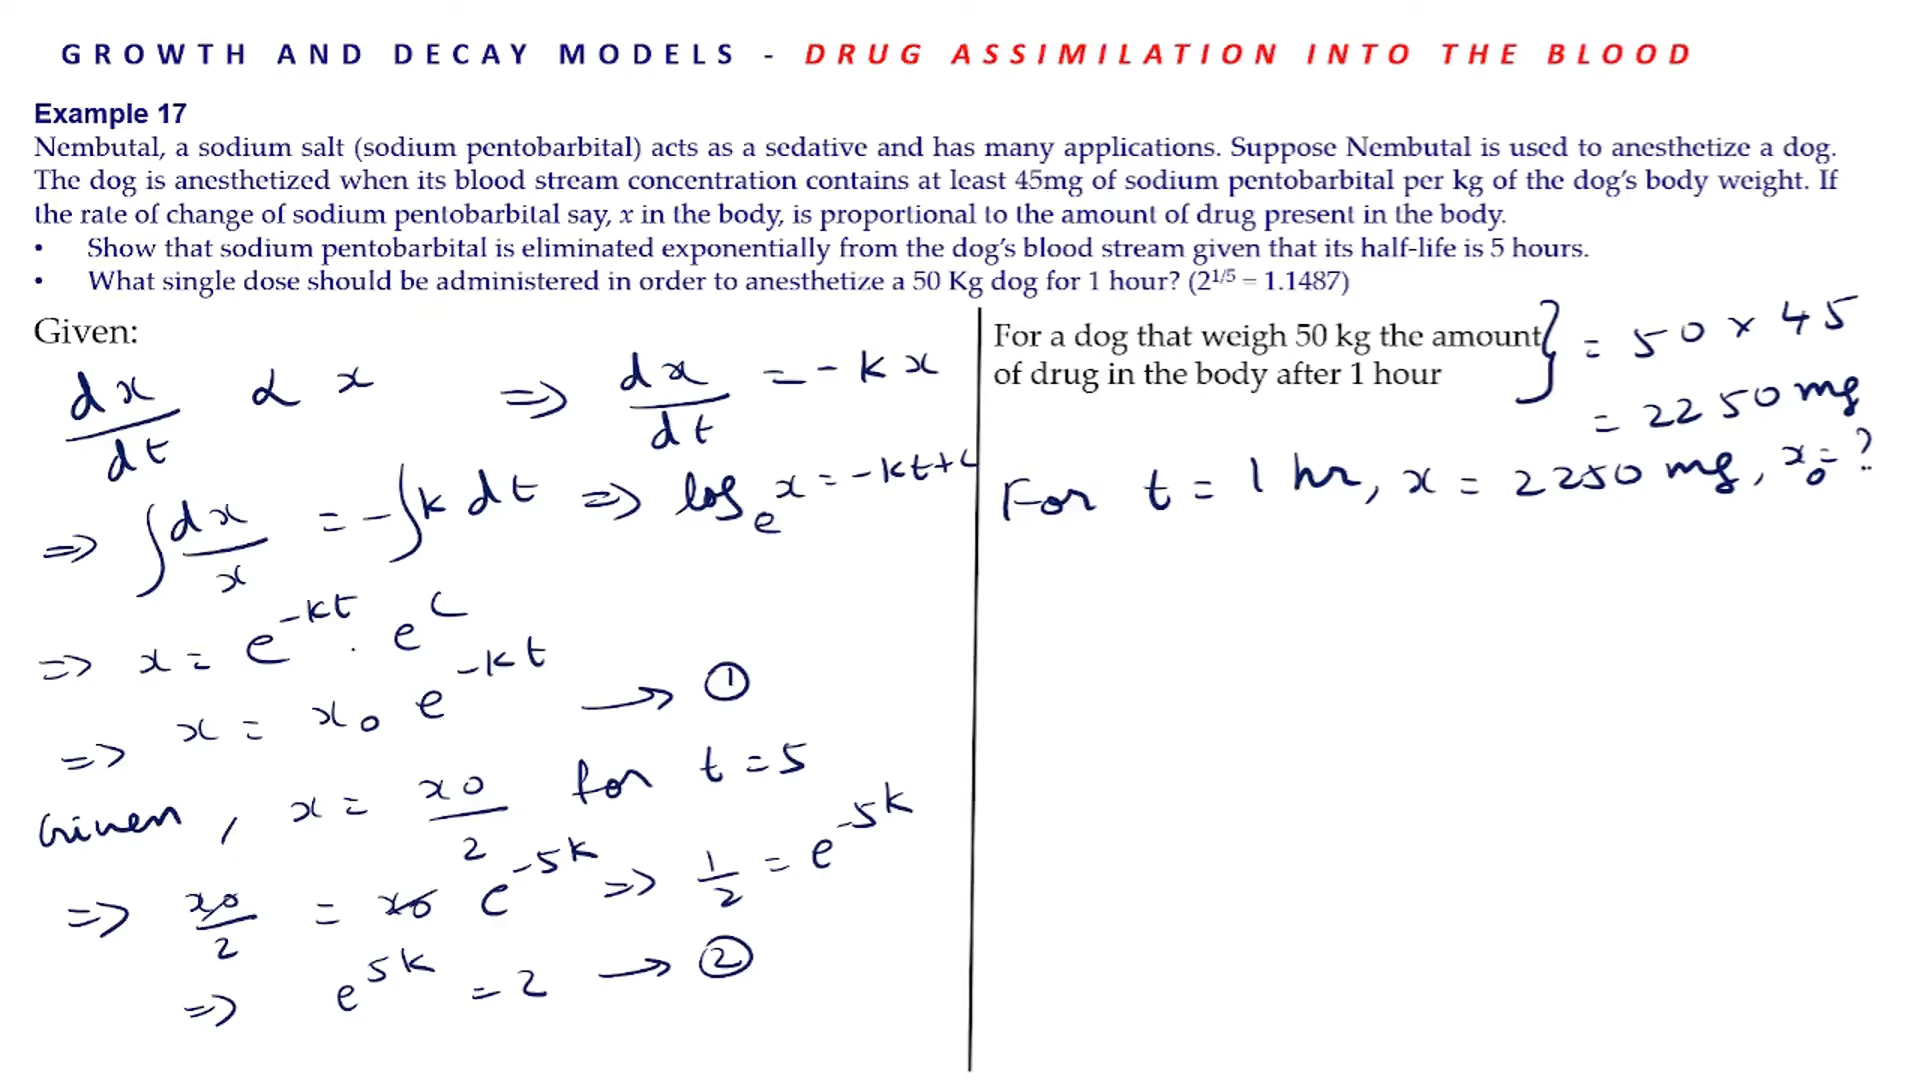 GROWTH AND DECAY MODELS - DRUG ASSIMILATION INTO THE BLOOD
Example 17
Nembutal, a sodium salt (sodium pentobarbital) acts as a sedative and has many applications. Suppose Nembutal is used to anesthetize a dog.
The dog is anesthetized when its blood stream concentration contains at least 45mg of sodium pentobarbital per kg of the dog's body weight. If
the rate of change of sodium pentobarbital say, x in the body, is proportional to the amount of drug present in the body.
• Show that sodium pentobarbital is eliminated exponentially from the dog's blood stream given that its half-life is 5 hours.
• What single dose should be administered in order to anesthetize a 50 Kg dog for 1 hour? (2^{1/5} = 1.1487)
Given:
dx/dt ∝ x ⇒ dx/dt = -kx
⇒ ∫dx/x = -∫k dt ⇒ log_e x = -kt+c
⇒ x = e^{-kt} . e^c
⇒ x = x_0 e^{-kt} → ①
Given, x = x_0/2 for t = 5
⇒ x_0/2 = x_0 e^{-5k} ⇒ 1/2 = e^{-5k}
⇒ e^{5k} = 2 → ②
For a dog that weigh 50 kg the amount
of drug in the body after 1 hour } = 50 × 45
= 2250 mg
For t = 1 hr, x = 2250 mg, x_0 = ?